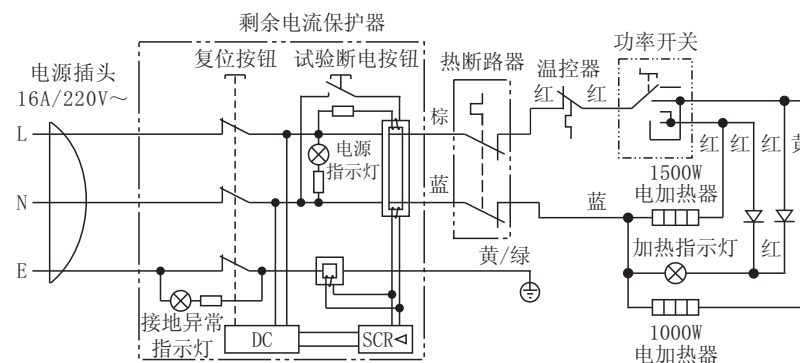 剩余电流保护器
复位按钮 试验断电按钮
电源插头
16A/220V～
热断路器
温控器
功率开关
L
N
E
电源
指示灯
棕
蓝
红 红
红 红 红 黄
1500W
电加热器
蓝
加热指示灯
红
黄/绿
接地异常
指示灯
DC
SCR
1000W
电加热器